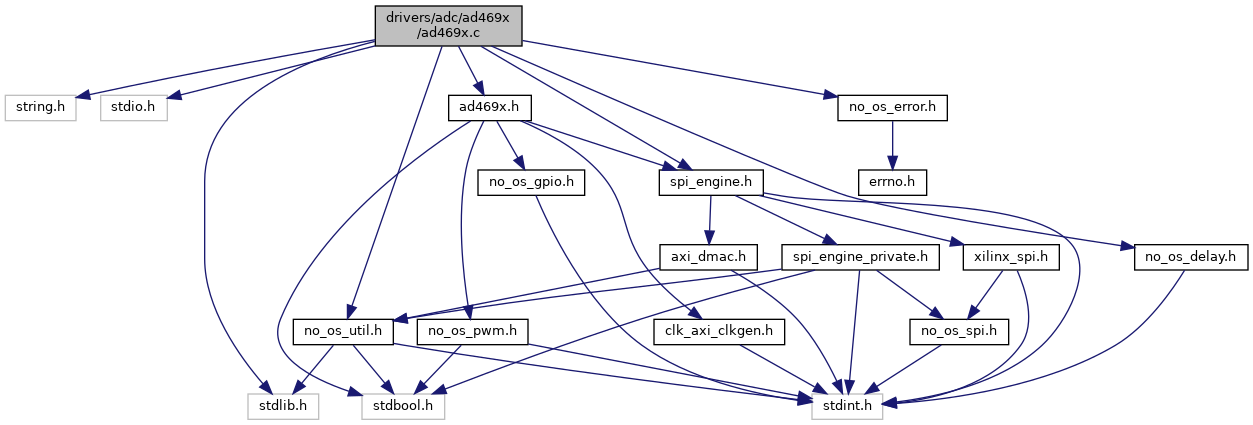 drivers/adc/ad469x
/ad469x.c
string.h
stdio.h
ad469x.h
no_os_error.h
no_os_gpio.h
spi_engine.h
errno.h
axi_dmac.h
spi_engine_private.h
xilinx_spi.h
no_os_delay.h
no_os_util.h
no_os_pwm.h
clk_axi_clkgen.h
no_os_spi.h
stdlib.h
stdbool.h
stdint.h